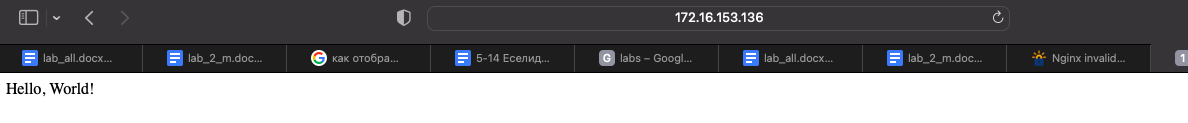 172.16.153.136
lab_all.docx...
lab_2_m.doc...
как отобра...
5-14 Еселид...
G
labs – Googl...
lab_all.docx...
lab_2_m.doc...
Nginx invalid...
1
Hello, World!